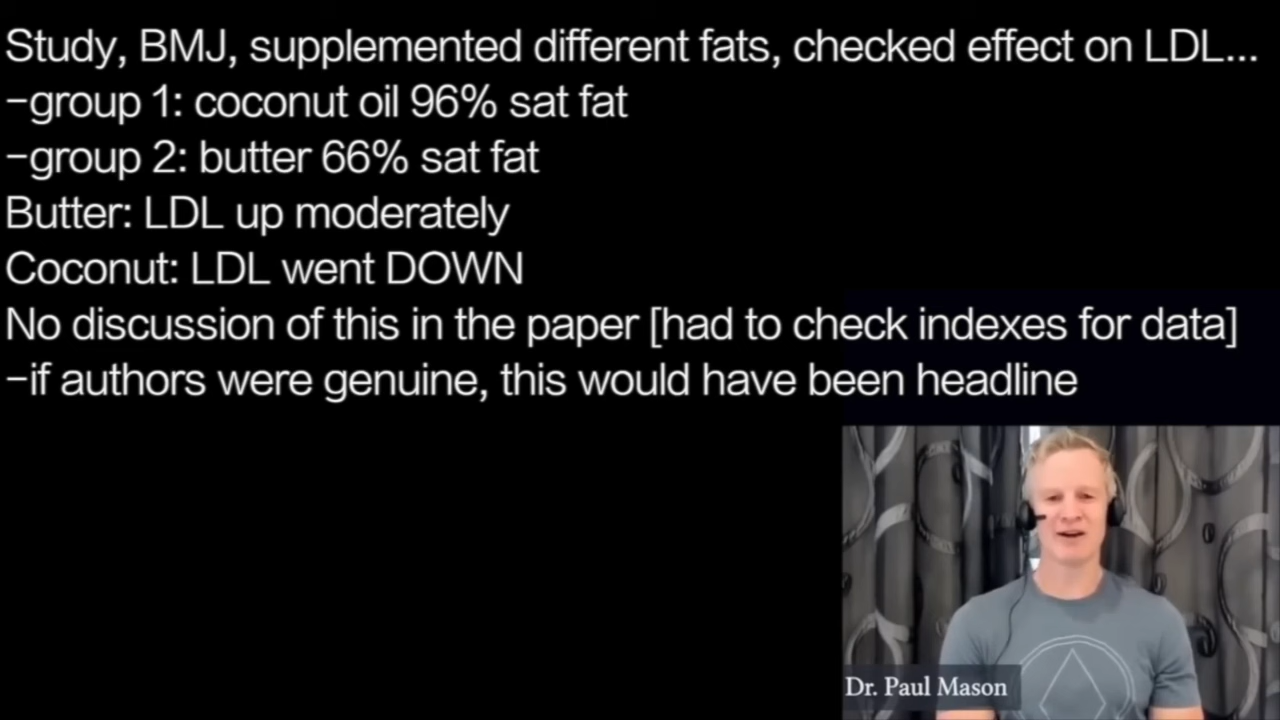 Study, BMJ, supplemented different fats, checked effect on LDL...
–group 1: coconut oil 96% sat fat
–group 2: butter 66% sat fat
Butter: LDL up moderately
Coconut: LDL went DOWN
No discussion of this in the paper [had to check indexes for data]
–if authors were genuine, this would have been headline
Dr. Paul Mason